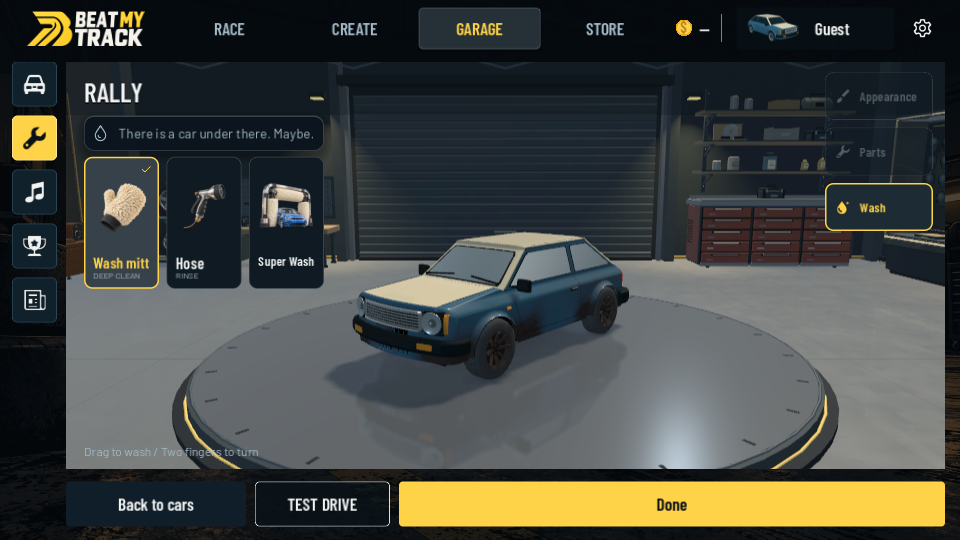 BEAT MY
TRACK
RACE
CREATE
GARAGE
STORE
–
Guest
RALLY
There is a car under there. Maybe.
Wash mitt
DEEP CLEAN
Hose
RINSE
Super Wash
Appearance
Parts
Wash
Drag to wash / Two fingers to turn
Back to cars
TEST DRIVE
Done